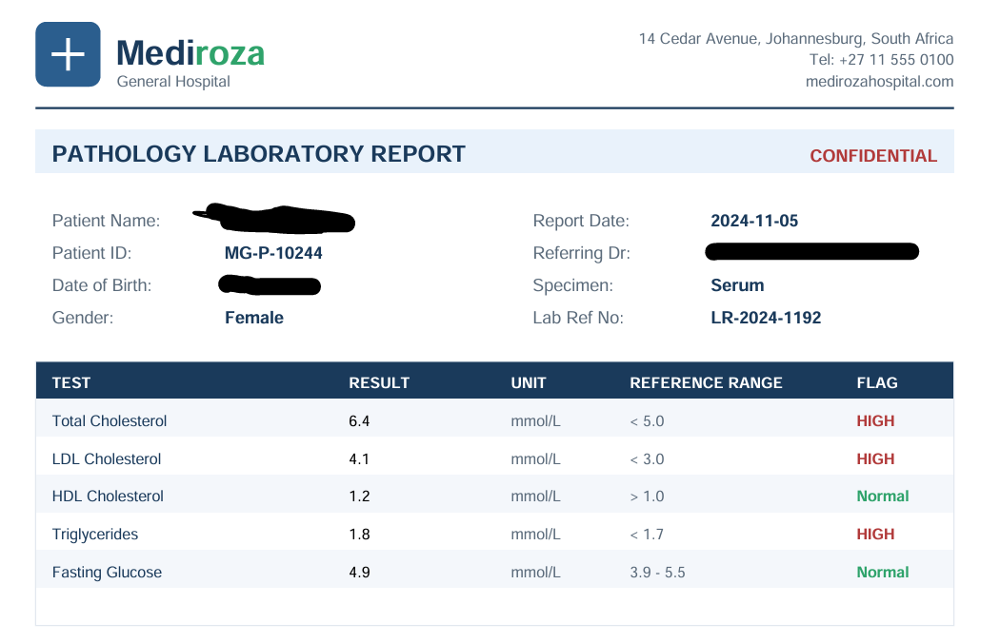 Mediroza
General Hospital
14 Cedar Avenue, Johannesburg, South Africa
Tel: +27 11 555 0100
medirozahospital.com
PATHOLOGY LABORATORY REPORT CONFIDENTIAL
Patient Name: Report Date: 2024-11-05
Patient ID: MG-P-10244 Referring Dr:
Date of Birth: Specimen: Serum
Gender: Female Lab Ref No: LR-2024-1192
TEST RESULT UNIT REFERENCE RANGE FLAG
Total Cholesterol 6.4 mmol/L < 5.0 HIGH
LDL Cholesterol 4.1 mmol/L < 3.0 HIGH
HDL Cholesterol 1.2 mmol/L > 1.0 Normal
Triglycerides 1.8 mmol/L < 1.7 HIGH
Fasting Glucose 4.9 mmol/L 3.9 - 5.5 Normal